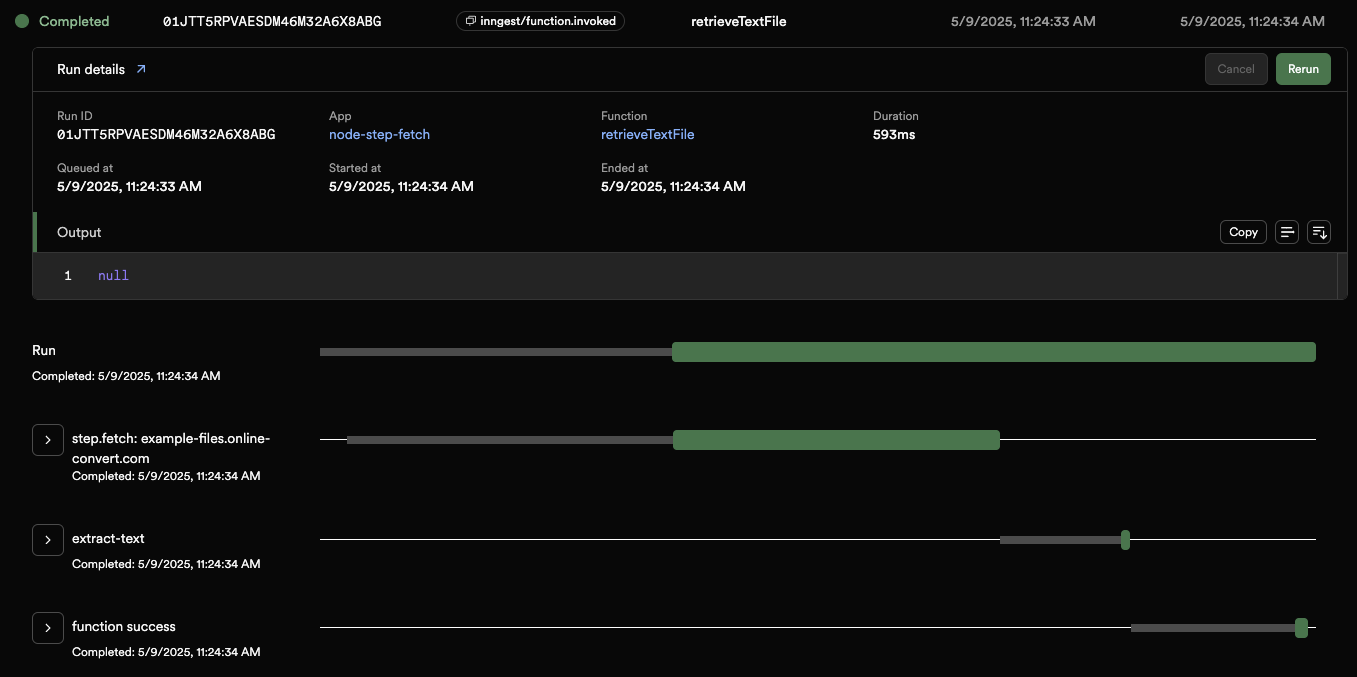 Completed 01JTT5RPVAESDM46M32A6X8ABG inngest/function.invoked retrieveTextFile 5/9/2025, 11:24:33 AM 5/9/2025, 11:24:34 AM
Run details Cancel Rerun
Run ID App Function Duration
01JTT5RPVAESDM46M32A6X8ABG node-step-fetch retrieveTextFile 593ms
Queued at Started at Ended at
5/9/2025, 11:24:33 AM 5/9/2025, 11:24:34 AM 5/9/2025, 11:24:34 AM
Output Copy
1 null
Run
Completed: 5/9/2025, 11:24:34 AM
step.fetch: example-files.online-
convert.com
Completed: 5/9/2025, 11:24:34 AM
extract-text
Completed: 5/9/2025, 11:24:34 AM
function success
Completed: 5/9/2025, 11:24:34 AM